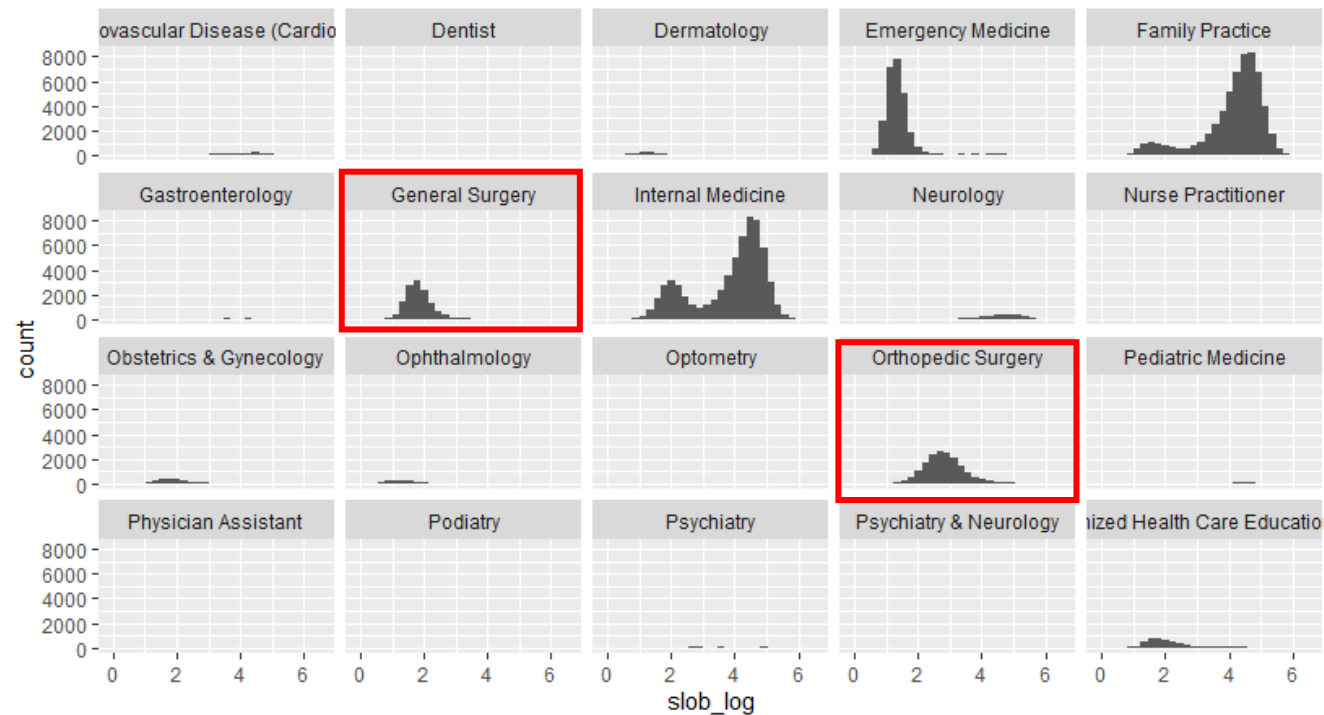 ovascular Disease (Cardio
Dentist
Dermatology
Emergency Medicine
Family Practice
8000
6000
4000
2000
0
Gastroenterology
General Surgery
Internal Medicine
Neurology
Nurse Practitioner
8000
6000
4000
2000
0
count
Obstetrics & Gynecology
Ophthalmology
Optometry
Orthopedic Surgery
Pediatric Medicine
8000
6000
4000
2000
0
Physician Assistant
Podiatry
Psychiatry
Psychiatry & Neurology
nized Health Care Educatio
8000
6000
4000
2000
0
0 2 4 6
0 2 4 6
0 2 4 6
0 2 4 6
0 2 4 6
slob_log